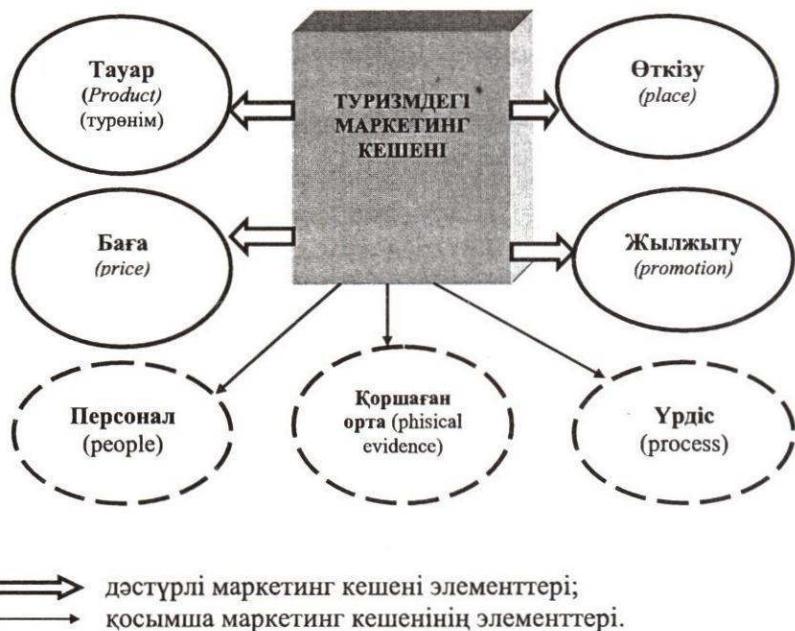 Тауар
(Product)
(турөнім)
ТУРИЗМДЕГІ
МАРКЕТИНГ
КЕШЕНІ
Өткізу
(place)
Баға
(price)
Жылжыту
(promotion)
Персонал
(people)
Қоршаған
орта (phisical
evidence)
Үрдіс
(process)
дәстүрлі маркетинг кешені элементтері;
қосымша маркетинг кешенінің элементтері.